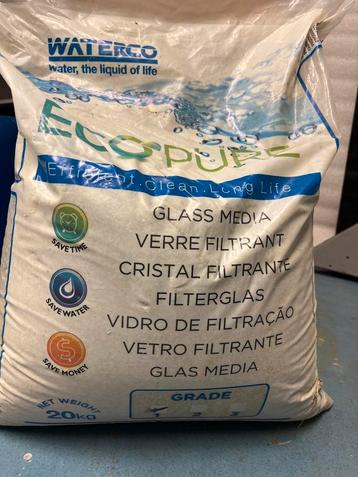 WATERCO
water, the liquid of life
ECOPURE
Efficient.Clean.Long Life
GLASS MEDIA
VERRE FILTRANT
CRISTAL FILTRANTE
FILTERGLAS
VIDRO DE FILTRAÇÃO
VETRO FILTRANTE
GLAS MEDIA
SAVE TIME
SAVE WATER
SAVE MONEY
NET WEIGHT
20kg
GRADE
1 2 3